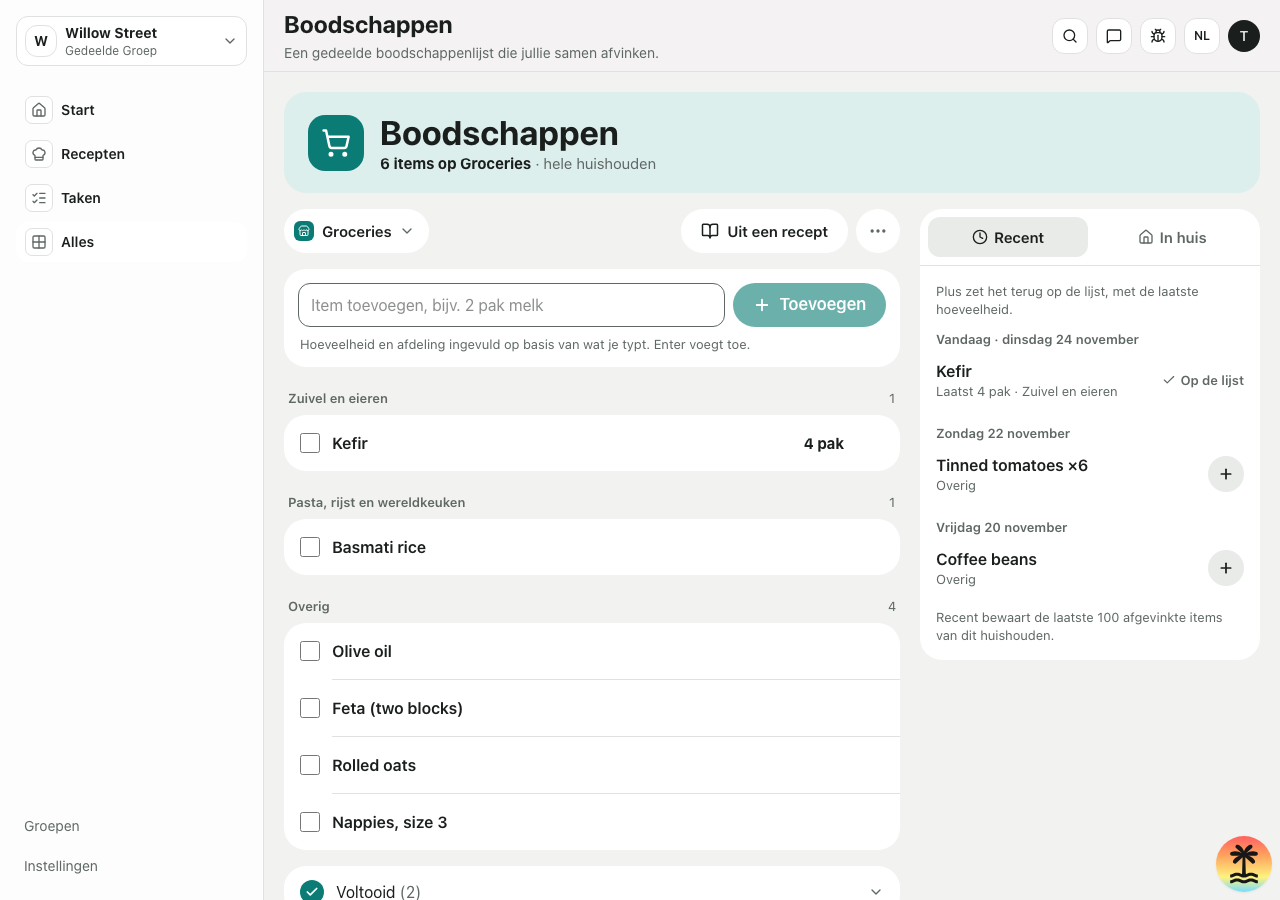 W
Willow Street
Gedeelde Groep
Start
Recepten
Taken
Alles
Groepen
Instellingen
Boodschappen
Een gedeelde boodschappenlijst die jullie samen afvinken.
NL
T
Boodschappen
6 items op Groceries · hele huishouden
Groceries
Uit een recept
Item toevoegen, bijv. 2 pak melk
Toevoegen
Hoeveelheid en afdeling ingevuld op basis van wat je typt. Enter voegt toe.
Zuivel en eieren 1
Kefir 4 pak
Pasta, rijst en wereldkeuken 1
Basmati rice
Overig 4
Olive oil
Feta (two blocks)
Rolled oats
Nappies, size 3
Voltooid (2)
Recent
In huis
Plus zet het terug op de lijst, met de laatste
hoeveelheid.
Vandaag · dinsdag 24 november
Kefir
Laatst 4 pak · Zuivel en eieren
Op de lijst
Zondag 22 november
Tinned tomatoes ×6
Overig
Vrijdag 20 november
Coffee beans
Overig
Recent bewaart de laatste 100 afgevinkte items
van dit huishouden.